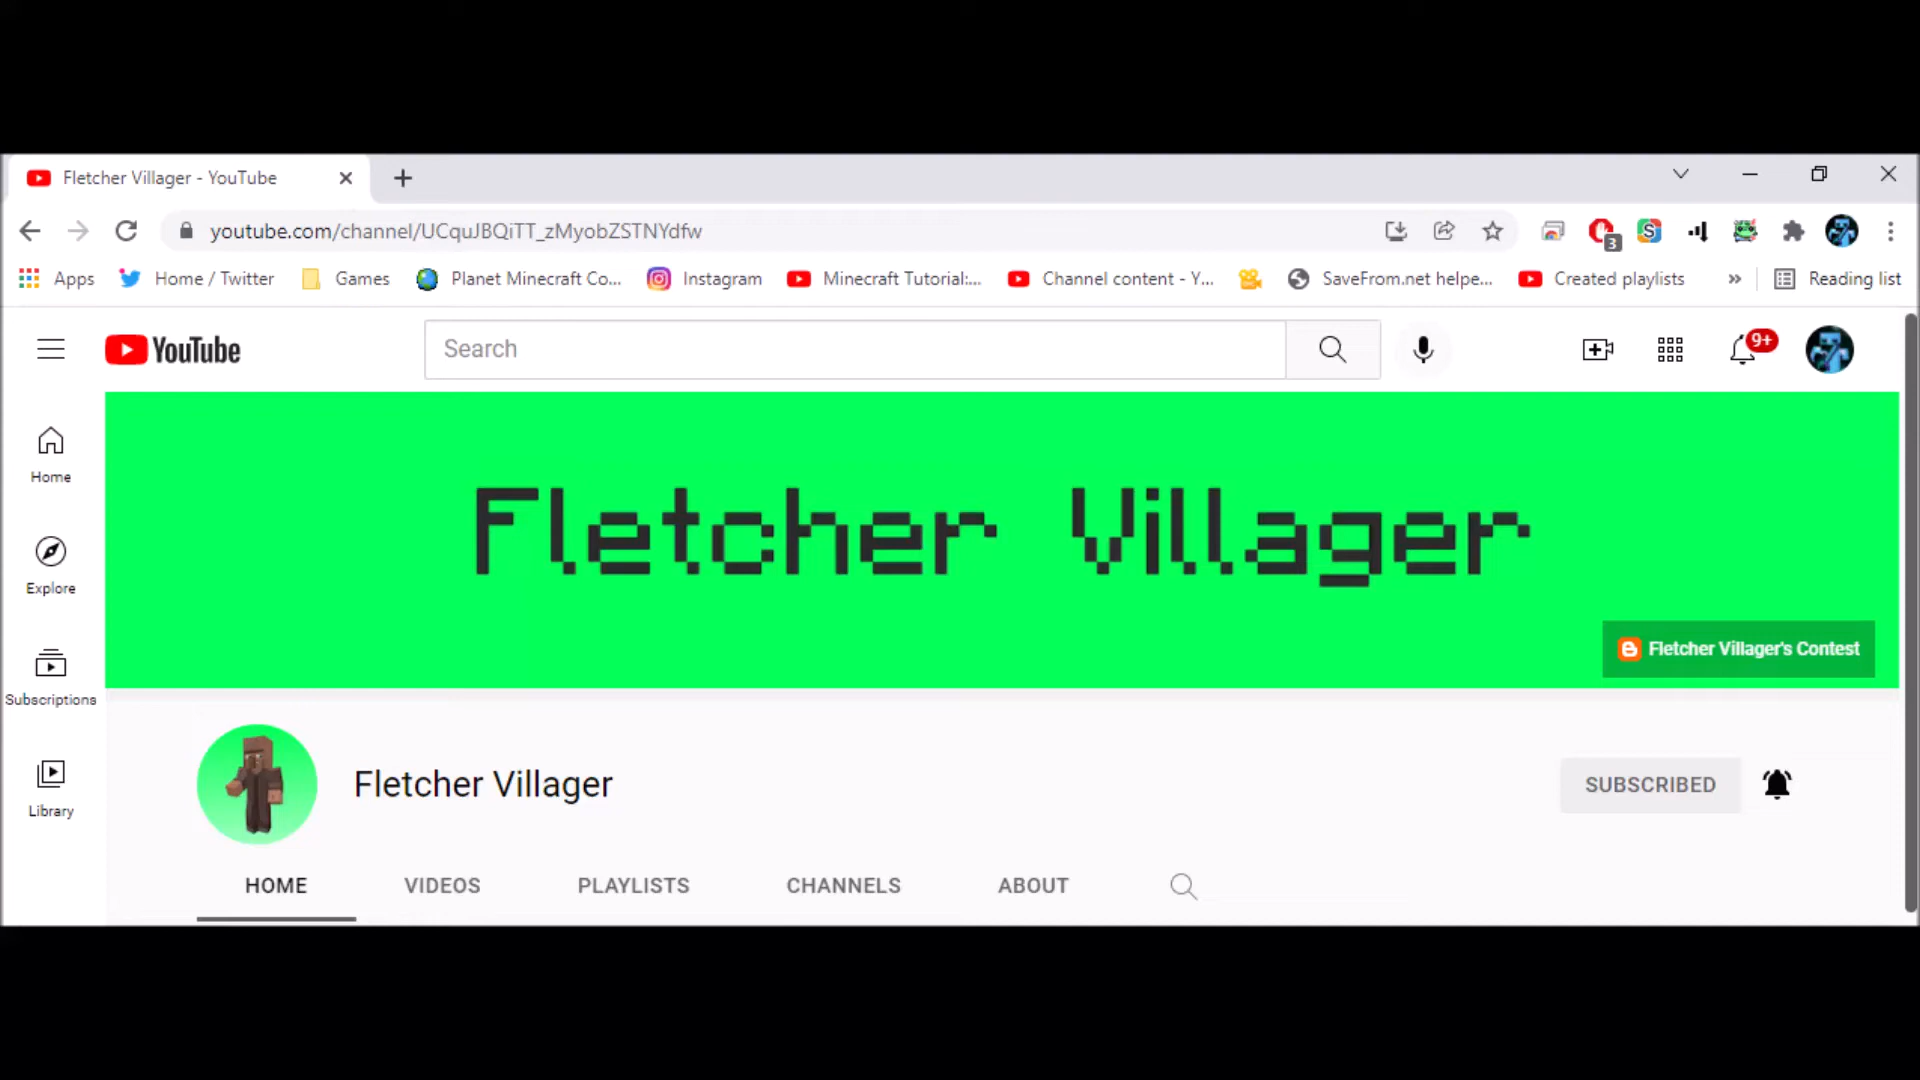 Fletcher Villager - YouTube
youtube.com/channel/UCquJBQiTT_zMyobZSTNYdfw
3
Apps Home / Twitter Games Planet Minecraft Co... Instagram Minecraft Tutorial:... Channel content - Y... SaveFrom.net helpe... Created playlists » Reading list
YouTube Search 9+
Home
Explore
Subscriptions
Library
Fletcher Villager
Fletcher Villager's Contest
Fletcher Villager SUBSCRIBED
HOME VIDEOS PLAYLISTS CHANNELS ABOUT